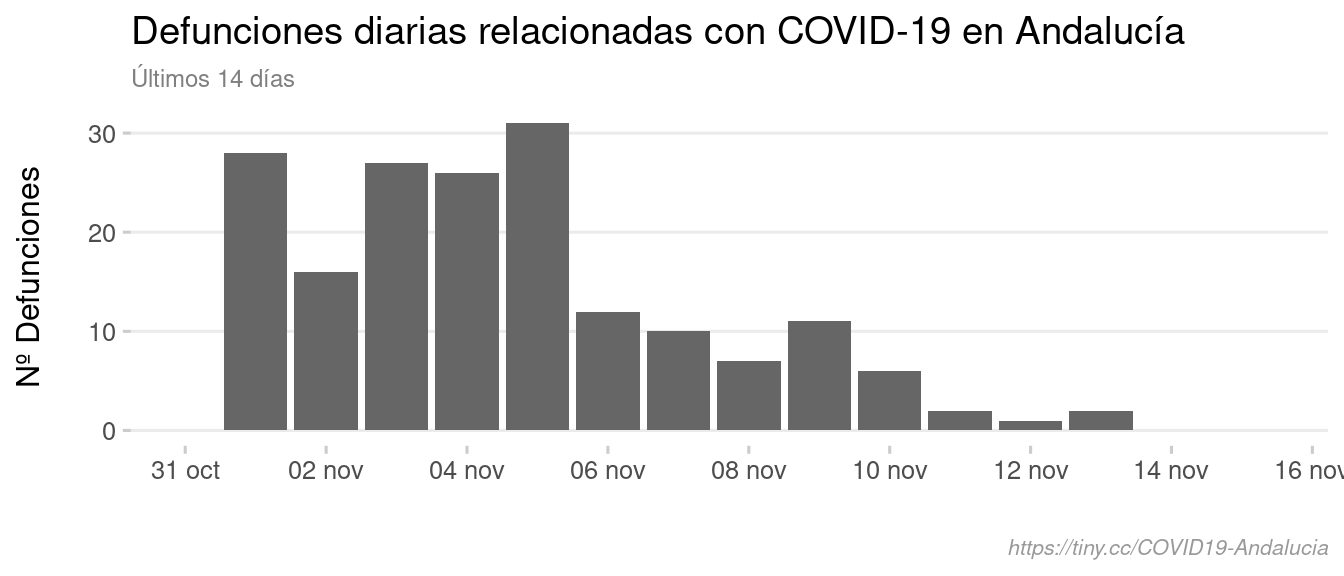 Defunciones diarias relacionadas con COVID-19 en Andalucía
Últimos 14 días
Nº Defunciones
30
20
10
0
31 oct 02 nov 04 nov 06 nov 08 nov 10 nov 12 nov 14 nov 16 nov
https://tiny.cc/COVID19-Andalucia